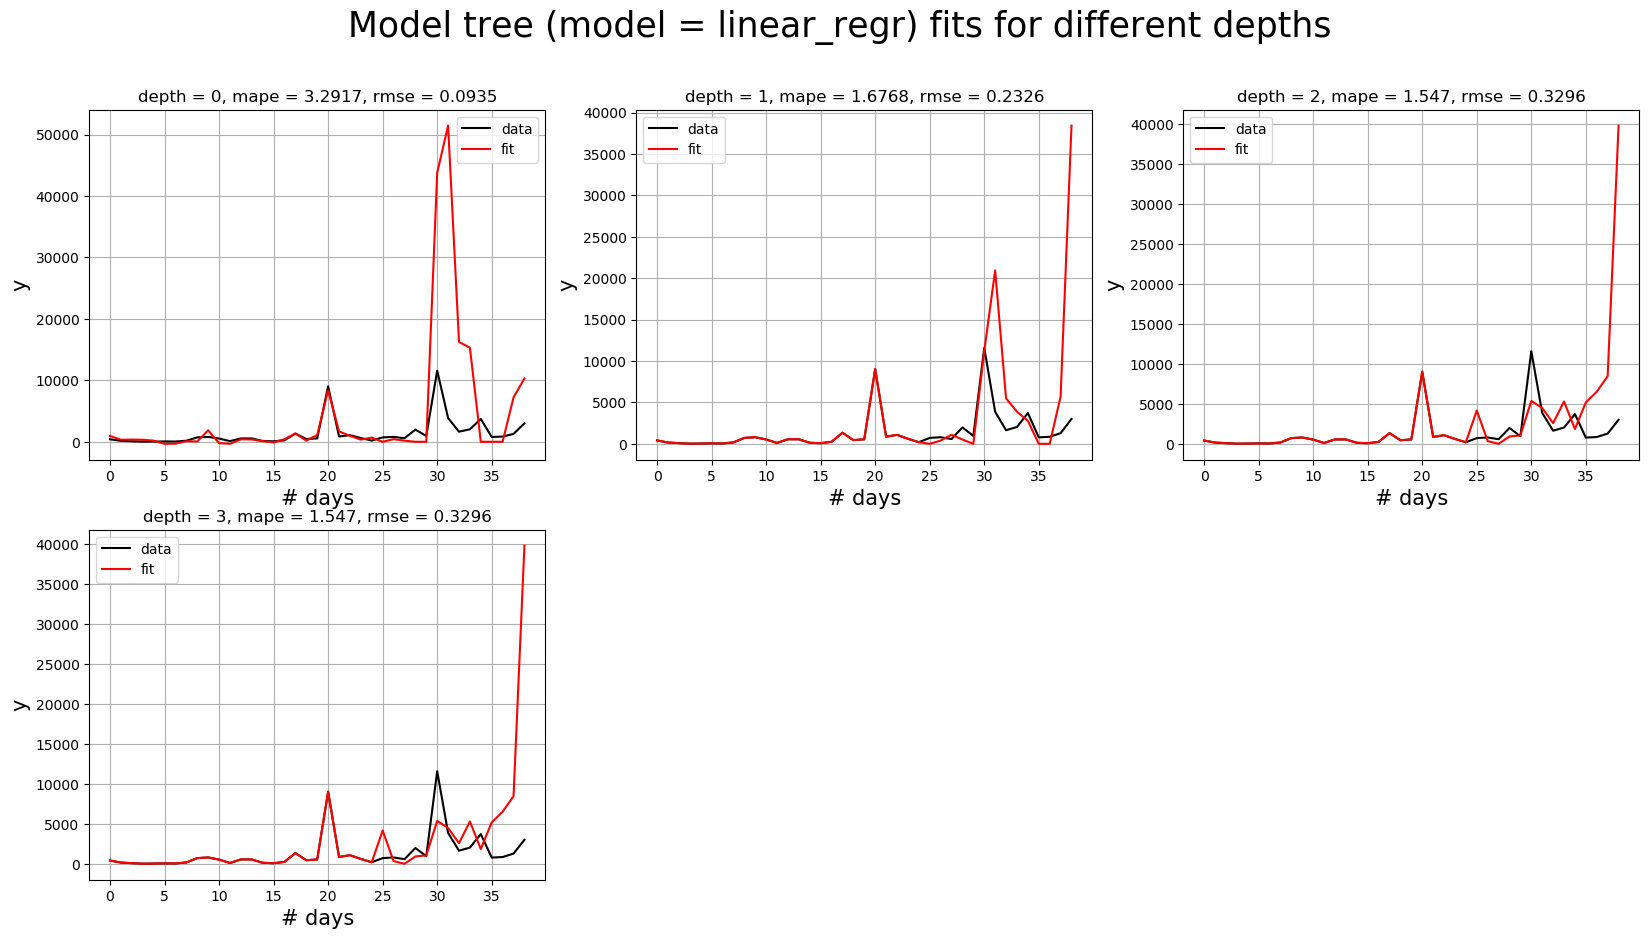 Model tree (model = linear_regr) fits for different depths
depth = 0, mape = 3.2917, rmse = 0.0935
data
fit
50000
40000
30000
20000
10000
0
y
0 5 10 15 20 25 30 35
# days
depth = 1, mape = 1.6768, rmse = 0.2326
data
fit
40000
35000
30000
25000
20000
15000
10000
5000
0
y
0 5 10 15 20 25 30 35
# days
depth = 2, mape = 1.547, rmse = 0.3296
data
fit
40000
35000
30000
25000
20000
15000
10000
5000
0
y
0 5 10 15 20 25 30 35
# days
depth = 3, mape = 1.547, rmse = 0.3296
data
fit
40000
35000
30000
25000
20000
15000
10000
5000
0
y
0 5 10 15 20 25 30 35
# days